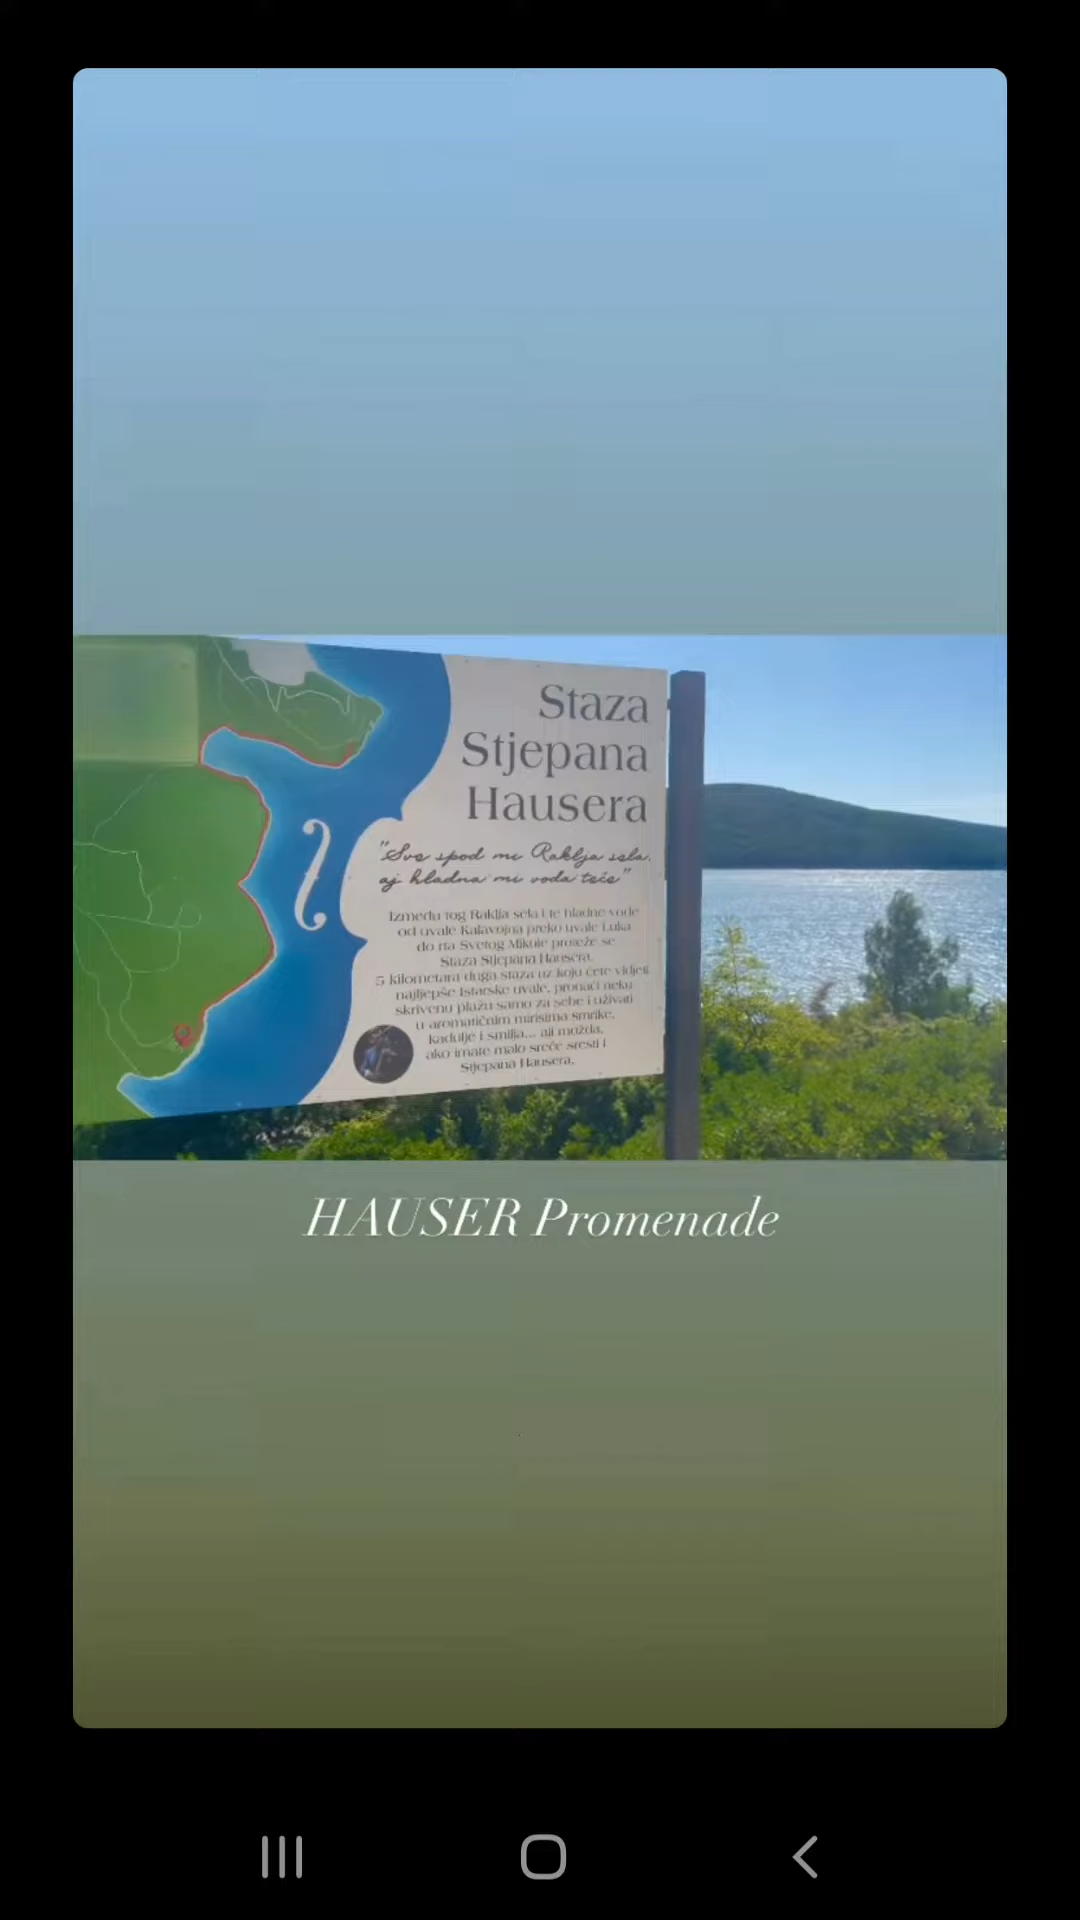 Staza
Stjepana
Hausera
"Sve spod mi Raklja sela,
aj hladna mi voda teče"
Između tog Raklja sela i te hladne vode
od uvale Kalavojna preko uvale Luka
do rta Svetog Mikule proteže se
Staza Stjepana Hausera.
5 kilometara duga staza uz koju ćete vidjeti
najljepše Istarske uvale, pronaći neku
skrivenu plažu samo za sebe i uživati
u aromatičnim mirisima smrike,
kadulje i smilja... ali možda,
ako imate malo sreće sresti i
Stjepana Hausera.
HAUSER Promenade